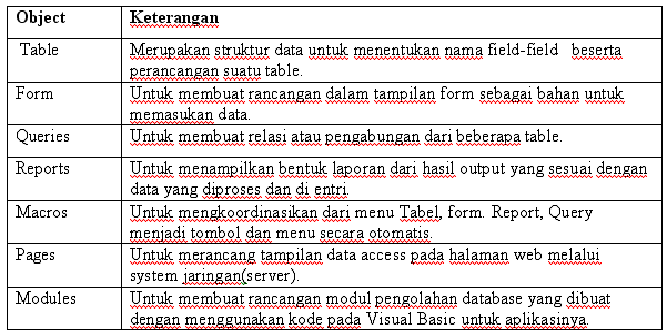 Object Keterangan
Table Merupakan struktur data untuk menentukan nama field-field beserta
perancangan suatu table.
Form Untuk membuat rancangan dalam tampilan form sebagai bahan untuk
memasukan data.
Queries Untuk membuat relasi atau pengabungan dari beberapa table.
Reports Untuk menampilkan bentuk laporan dari hasil output yang sesuai dengan
data yang diproses dan di entri.
Macros Untuk mengkoordinasikan dari menu Tabel, form. Report, Query
menjadi tombol dan menu secara otomatis.
Pages Untuk merancang tampilan data access pada halaman web melalui
system jaringan(server).
Modules Untuk membuat rancangan modul pengolahan database yang dibuat
dengan menggunakan kode pada Visual Basic untuk aplikasinya.